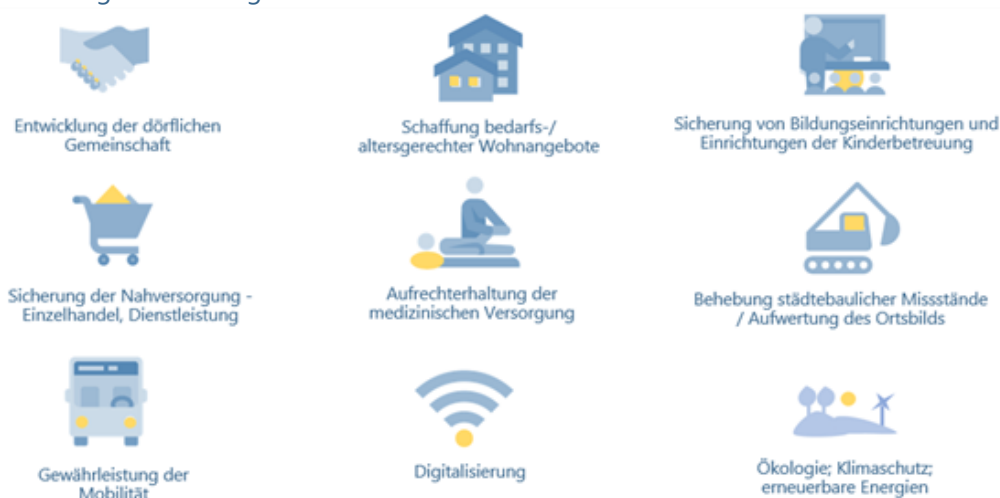 Entwicklung der dörflichen
Gemeinschaft
Schaffung bedarfs-/
altersgerechter Wohnangebote
Sicherung von Bildungseinrichtungen und
Einrichtungen der Kinderbetreuung
Sicherung der Nahversorgung -
Einzelhandel, Dienstleistung
Aufrechterhaltung der
medizinischen Versorgung
Behebung städtebaulicher Missstände
/ Aufwertung des Ortsbilds
Gewährleistung der
Mobilität
Digitalisierung
Ökologie; Klimaschutz;
erneuerbare Energien